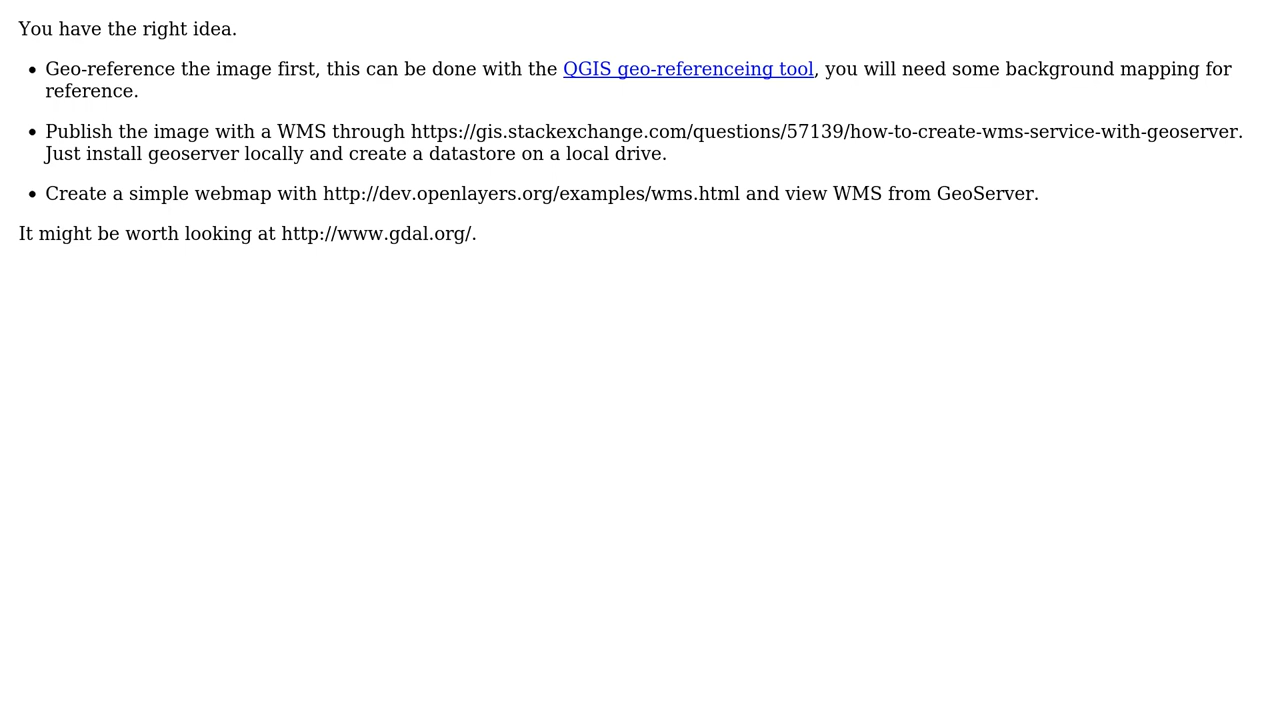 You have the right idea.
Geo-reference the image first, this can be done with the QGIS geo-referenceing tool, you will need some background mapping for
reference.
Publish the image with a WMS through https://gis.stackexchange.com/questions/57139/how-to-create-wms-service-with-geoserver.
Just install geoserver locally and create a datastore on a local drive.
Create a simple webmap with http://dev.openlayers.org/examples/wms.html and view WMS from GeoServer.
It might be worth looking at http://www.gdal.org/.